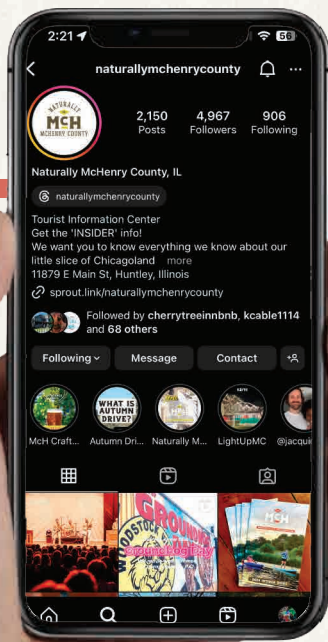 2:21
56
naturallymchenrycounty
NATURALLY
McH
MCHENRY COUNTY
2,150
4,967
906
Posts
Followers
Following
Naturally McHenry County, IL
naturallymchenrycounty
Tourist Information Center
Get the 'INSIDER' info!
We want you to know everything we know about our
little slice of Chicagoland more
11879 E Main St, Huntley, Illinois
sprout.link/naturallymchenrycounty
Followed by cherrytreeinnbnb, kcable1114
and 68 others
Following
Message
Contact
WHAT IS
AUTUMN
DRIVE?
McH Craft...
Autumn Dri...
Naturally M...
LightUpMC
@jacqui
GROUNDHOG
WOODSTOCK
groundhog day
McH